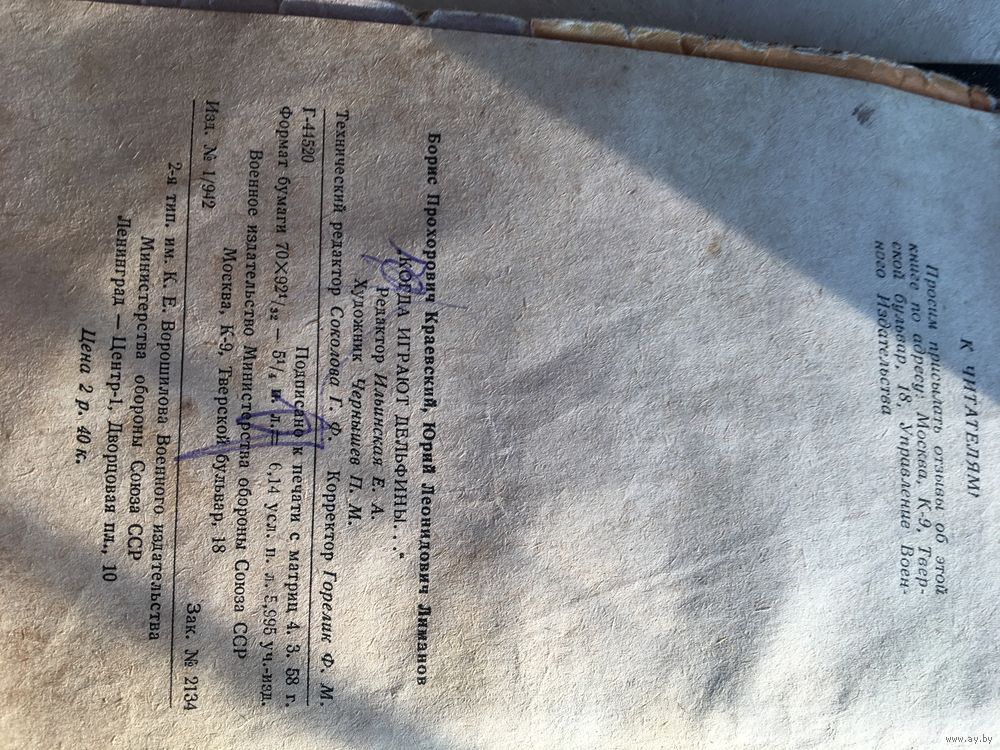 К ЧИТАТЕЛЯМ!
Просим присылать отзывы об этой
книге по адресу: Москва, К-9, Твер-
ской бульвар, 18, Управление Воен-
ного Издательства
Борис Прохорович Краевский, Юрий Леонидович Лиманов
„КОГДА ИГРАЮТ ДЕЛЬФИНЫ..."
Редактор Ильинская Е. А.
Художник Чернышев П. М.
Технический редактор Соколова Г. Ф. Корректор Горелик Ф. М.
Г-44520 Подписано к печати с матриц 4. 3. 58 г.
Формат бумаги 70×92¹/₃₂ — 5¹/₄ п. л.= 6,14 усл. п. л. 5,995 уч.-изд.
Военное издательство Министерства обороны Союза ССР
Москва, К-9, Тверской бульвар, 18
Изд. № 1/942 Зак. № 2134
2-я тип. им. К. Е. Ворошилова Военного издательства
Министерства обороны Союза ССР
Ленинград — Центр-1, Дворцовая пл., 10
Цена 2 р. 40 к.
www.ay.by